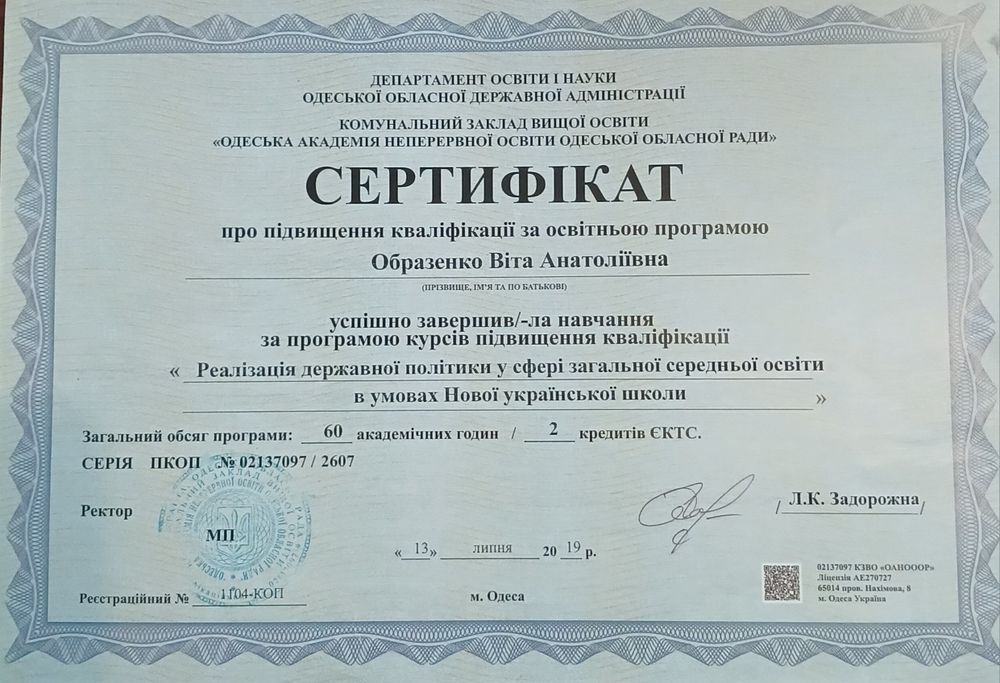 ДЕПАРТАМЕНТ ОСВІТИ І НАУКИ
ОДЕСЬКОЇ ОБЛАСНОЇ ДЕРЖАВНОЇ АДМІНІСТРАЦІЇ
КОМУНАЛЬНИЙ ЗАКЛАД ВИЩОЇ ОСВІТИ
«ОДЕСЬКА АКАДЕМІЯ НЕПЕРЕРВНОЇ ОСВІТИ ОДЕСЬКОЇ ОБЛАСНОЇ РАДИ»
СЕРТИФІКАТ
про підвищення кваліфікації за освітньою програмою
Образенко Віта Анатоліївна
(ПРІЗВИЩЕ, ІМ'Я ТА ПО БАТЬКОВІ)
успішно завершив/-ла навчання
за програмою курсів підвищення кваліфікації
« Реалізація державної політики у сфері загальної середньої освіти
в умовах Нової української школи »
Загальний обсяг програми: 60 академічних годин / 2 кредитів ЄКТС.
СЕРІЯ ПКОП № 02137097 / 2607
Ректор
МП
/ Л.К. Задорожна /
« 13 » липня 20 19 р.
Реєстраційний № 1104-КОП
м. Одеса
02137097 КЗВО «ОАНОООР»
Ліцензія АЕ270727
65014 пров. Нахімова, 8
м. Одеса Україна